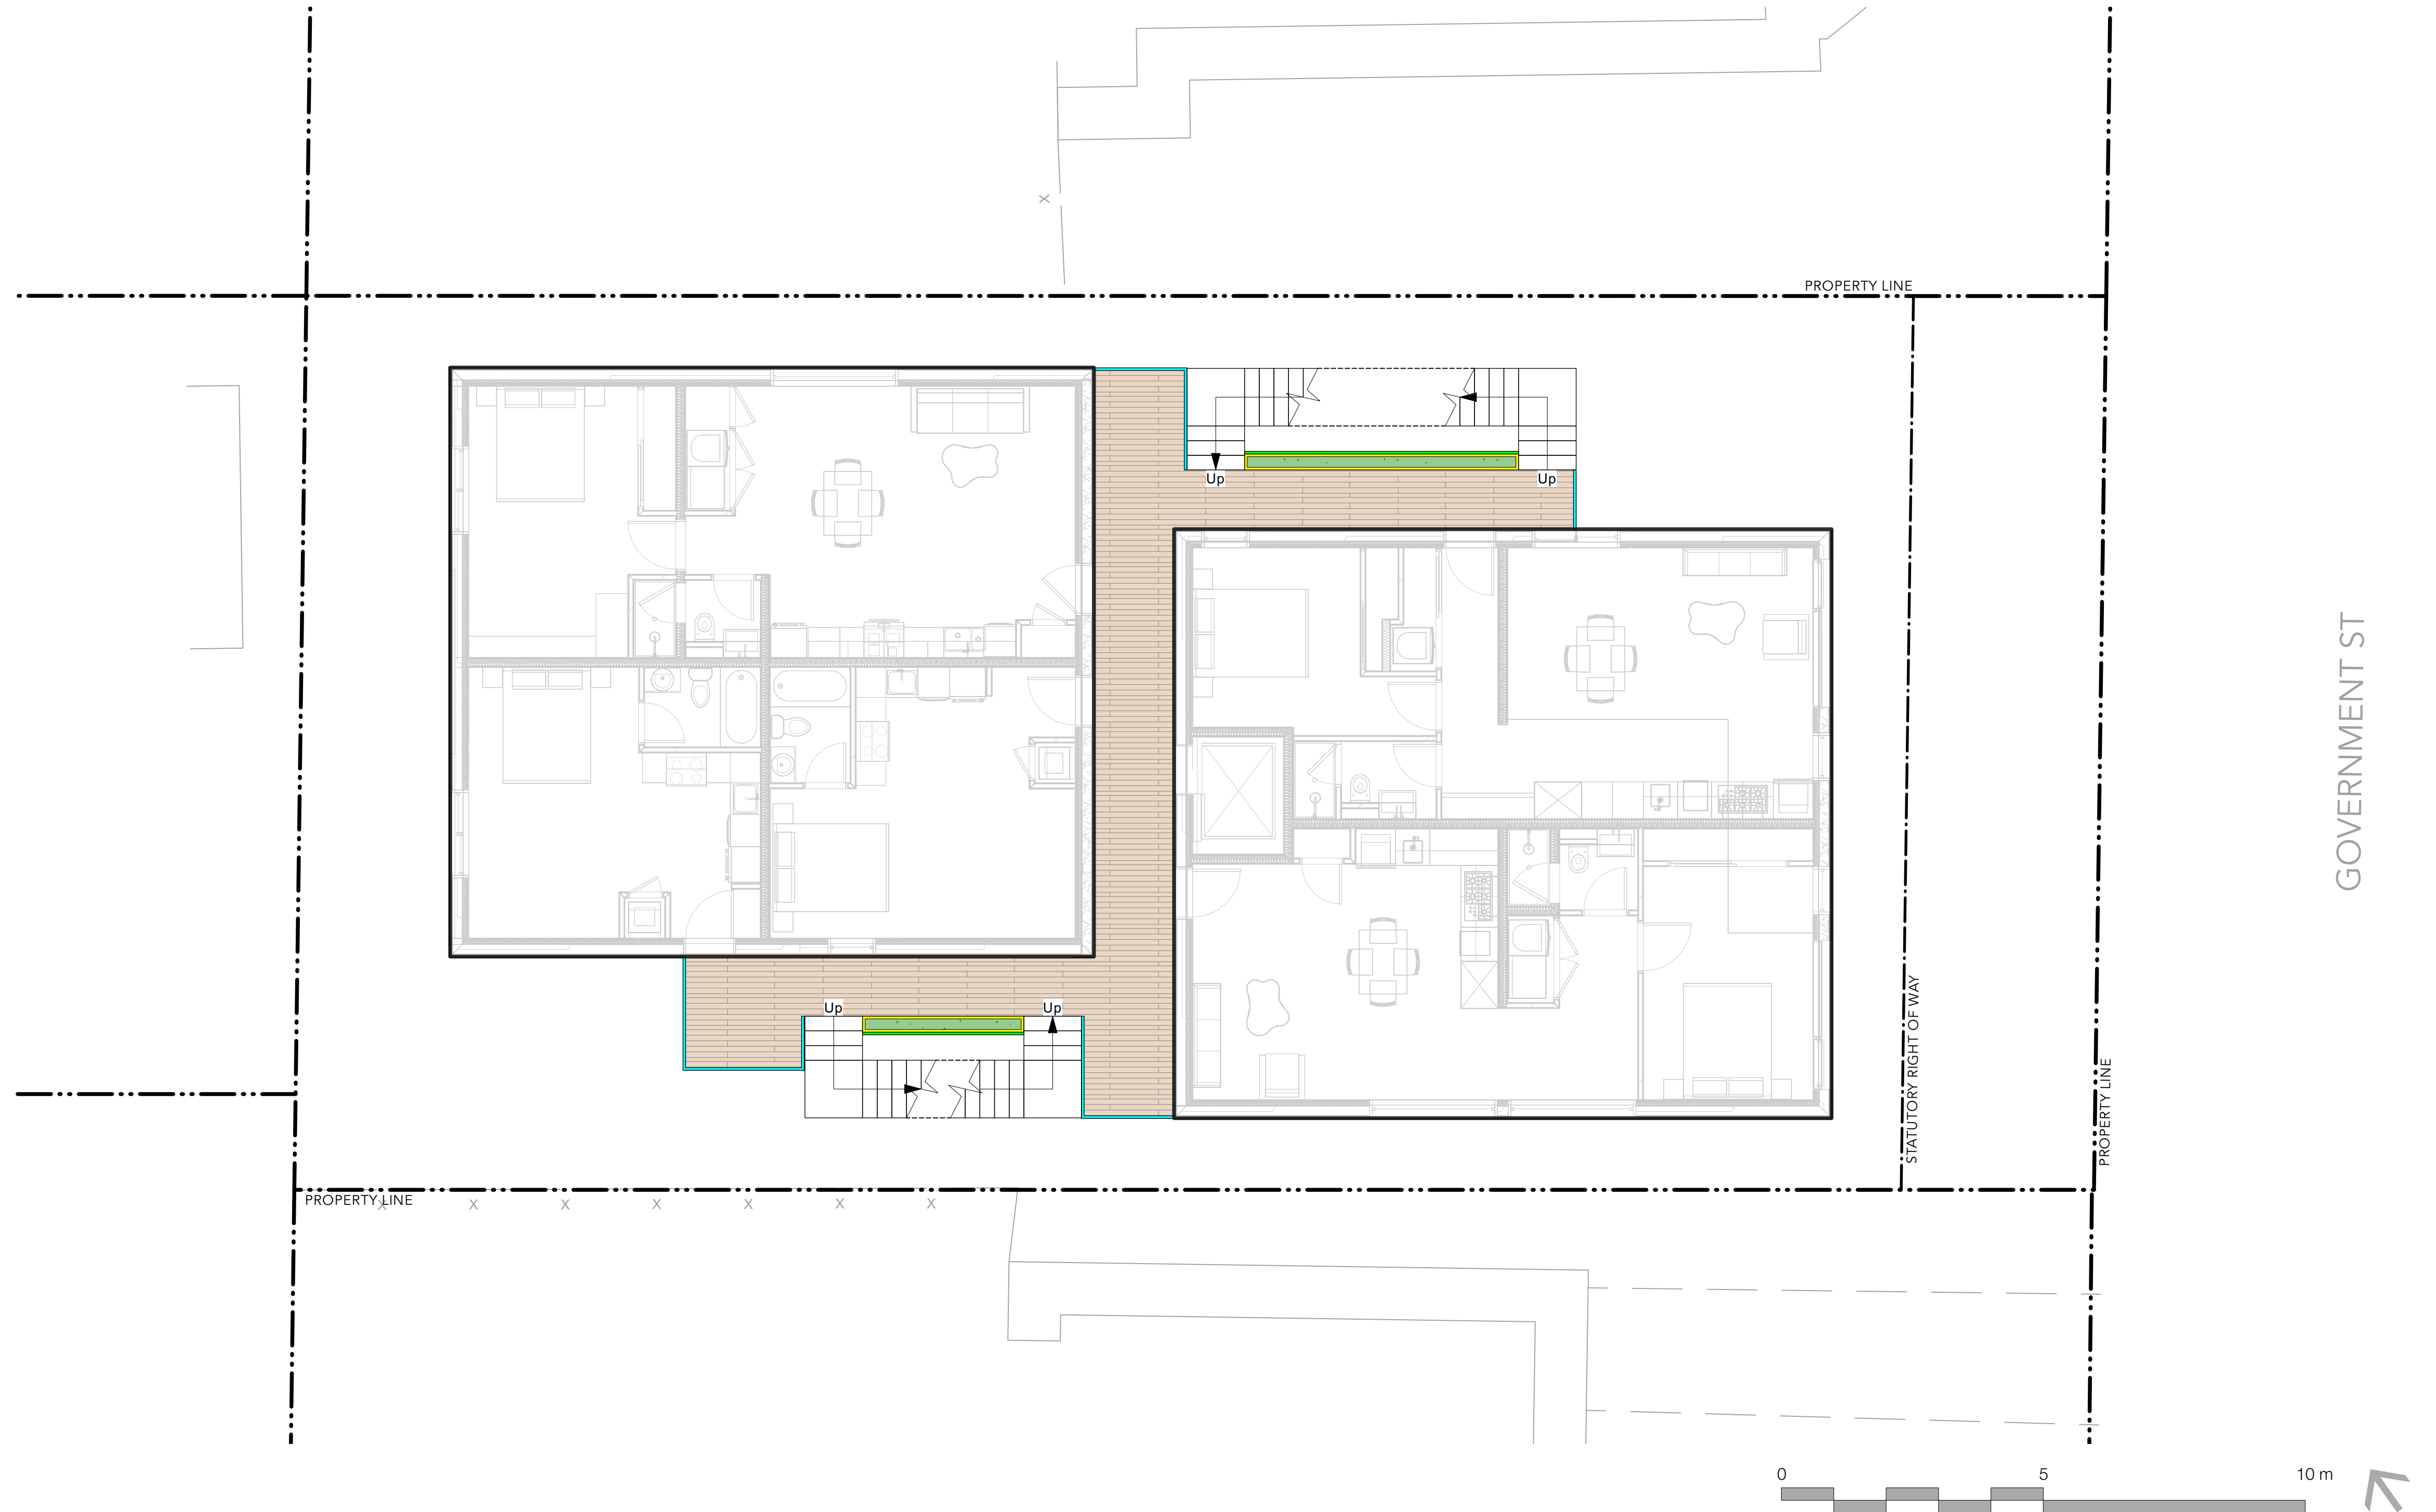 PROPERTY LINE
Up
Up
GOVERNMENT ST
Up
Up
STATUTORY RIGHT OF WAY
PROPERTY LINE
PROPERTY LINE
0 5 10 m